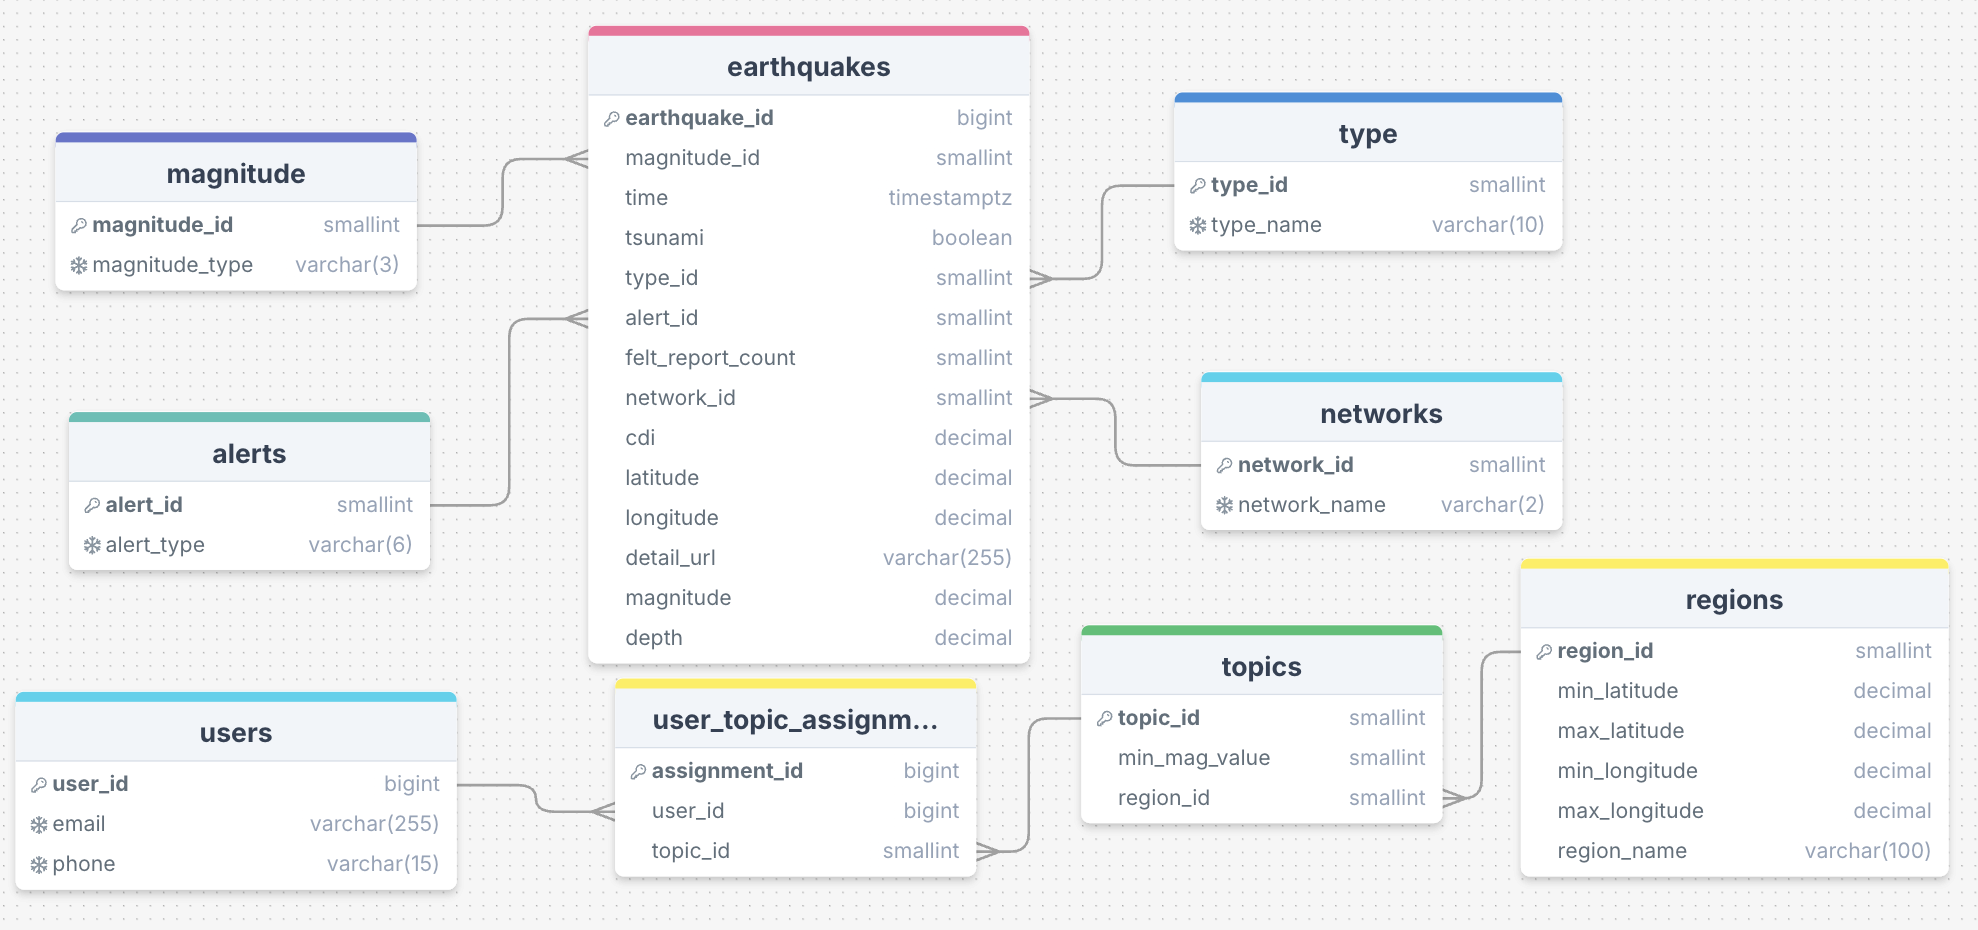 earthquakes
earthquake_id bigint
magnitude_id smallint
time timestamptz
tsunami boolean
type_id smallint
alert_id smallint
felt_report_count smallint
network_id smallint
cdi decimal
latitude decimal
longitude decimal
detail_url varchar(255)
magnitude decimal
depth decimal
magnitude
magnitude_id smallint
magnitude_type varchar(3)
type
type_id smallint
type_name varchar(10)
alerts
alert_id smallint
alert_type varchar(6)
networks
network_id smallint
network_name varchar(2)
users
user_id bigint
email varchar(255)
phone varchar(15)
user_topic_assignm...
assignment_id bigint
user_id bigint
topic_id smallint
topics
topic_id smallint
min_mag_value smallint
region_id smallint
regions
region_id smallint
min_latitude decimal
max_latitude decimal
min_longitude decimal
max_longitude decimal
region_name varchar(100)